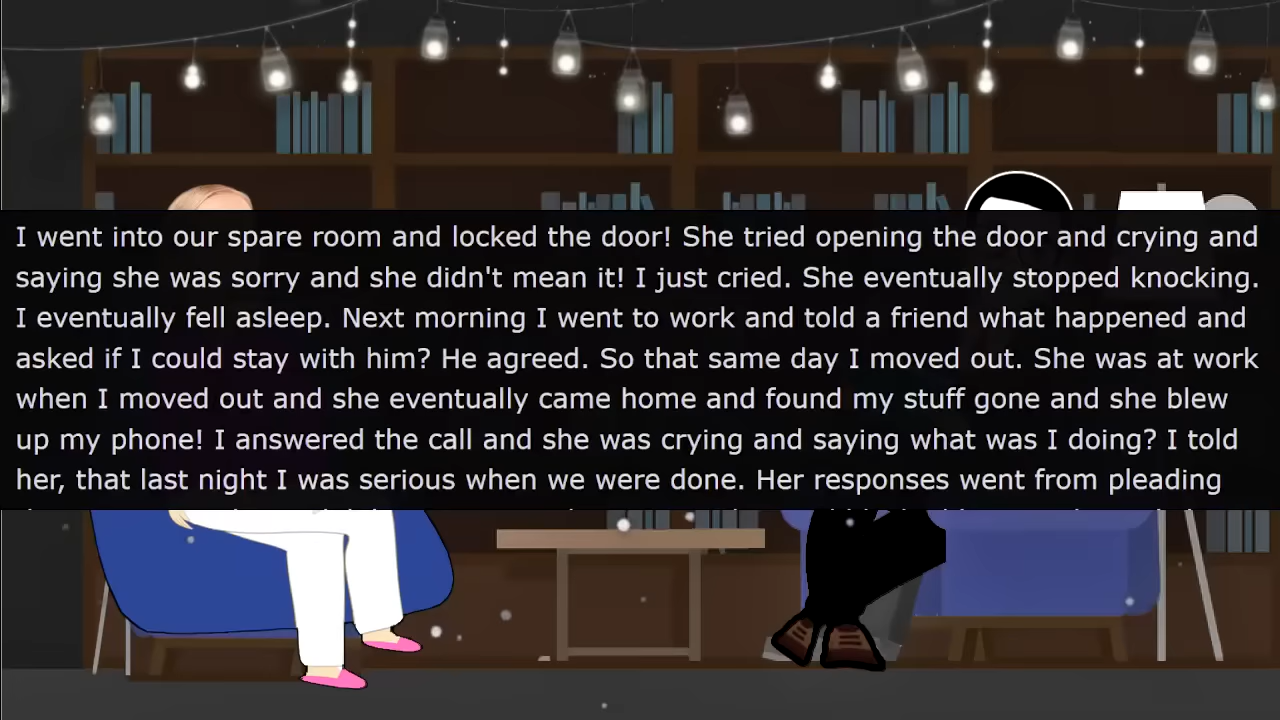 I went into our spare room and locked the door! She tried opening the door and crying and
saying she was sorry and she didn't mean it! I just cried. She eventually stopped knocking.
I eventually fell asleep. Next morning I went to work and told a friend what happened and
asked if I could stay with him? He agreed. So that same day I moved out. She was at work
when I moved out and she eventually came home and found my stuff gone and she blew
up my phone! I answered the call and she was crying and saying what was I doing? I told
her, that last night I was serious when we were done. Her responses went from pleading